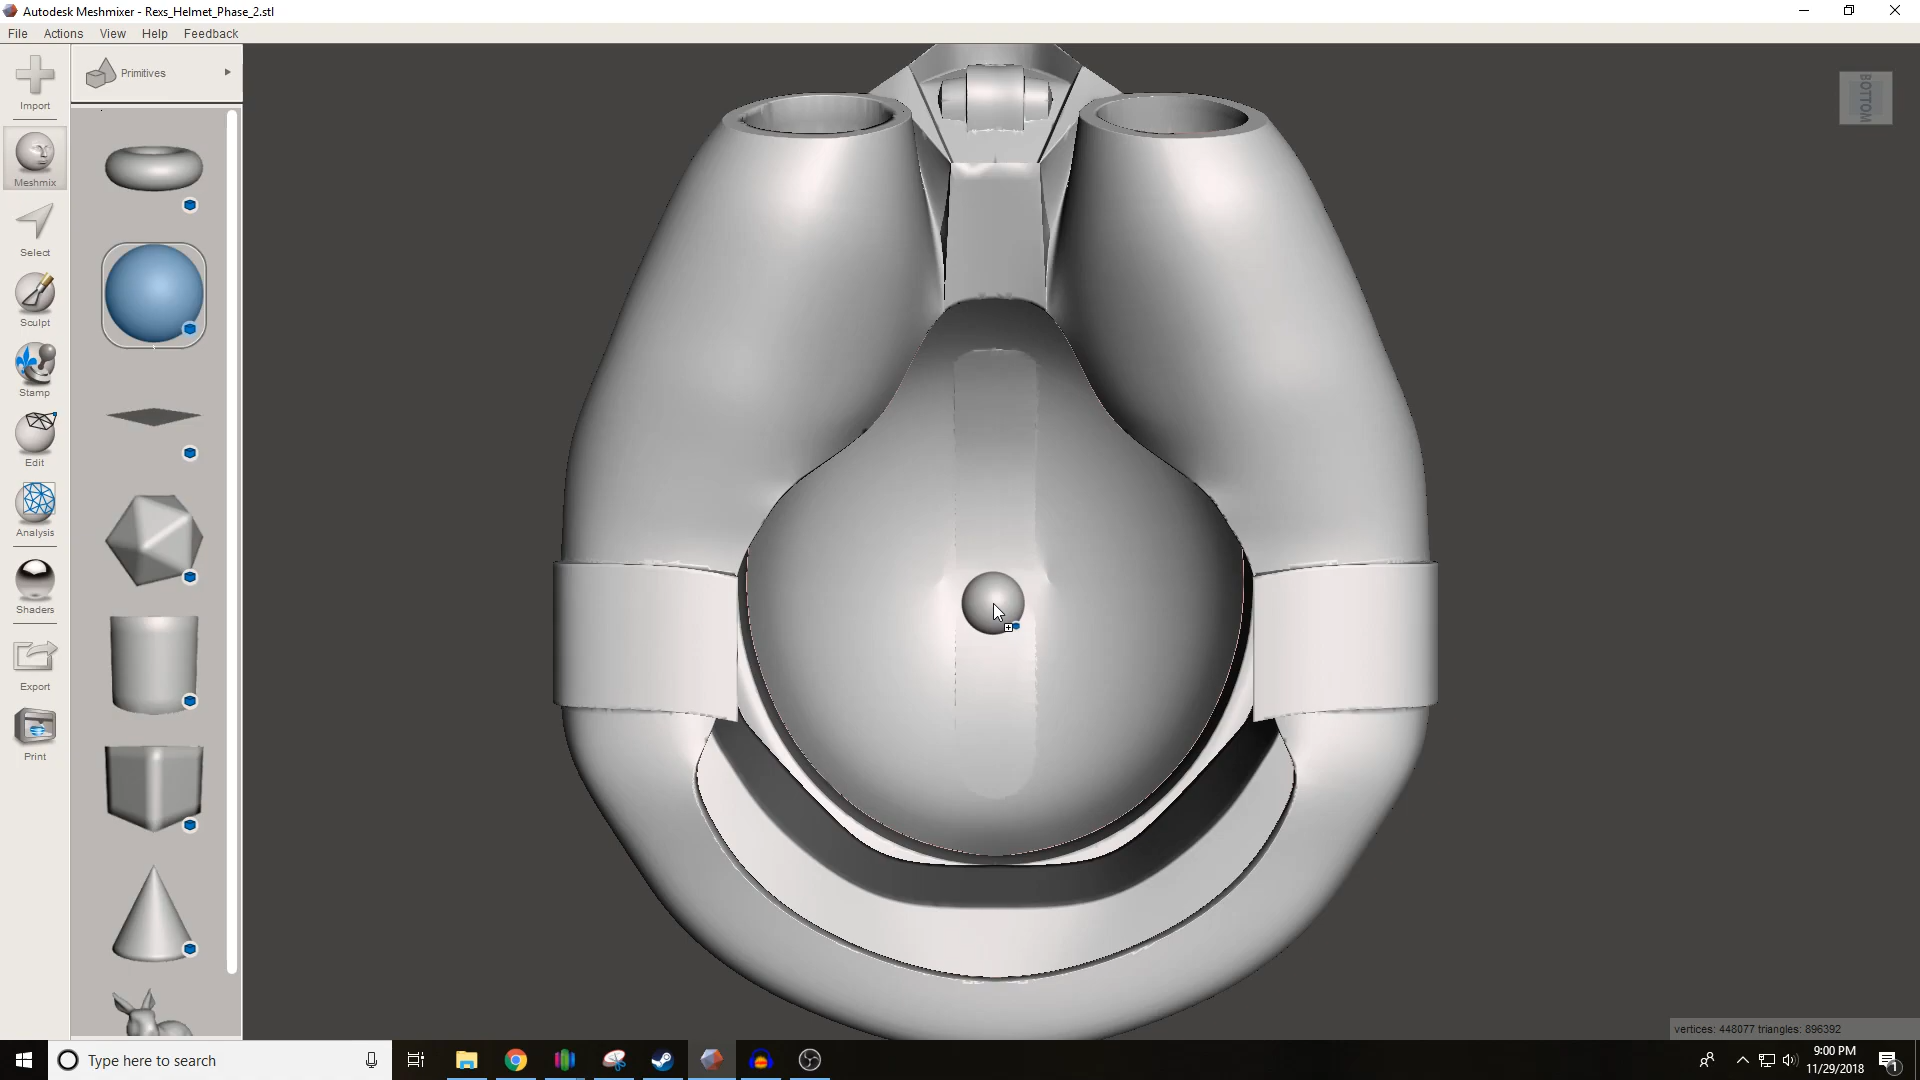 Autodesk Meshmixer - Rexs_Helmet_Phase_2.stl
File Actions View Help Feedback
Import
Primitives
Meshmix
Select
Sculpt
Stamp
Edit
Analysis
Shaders
Export
Print
BOTTOM
vertices: 448077 triangles: 896392
Type here to search
9:00 PM
11/29/2018
1